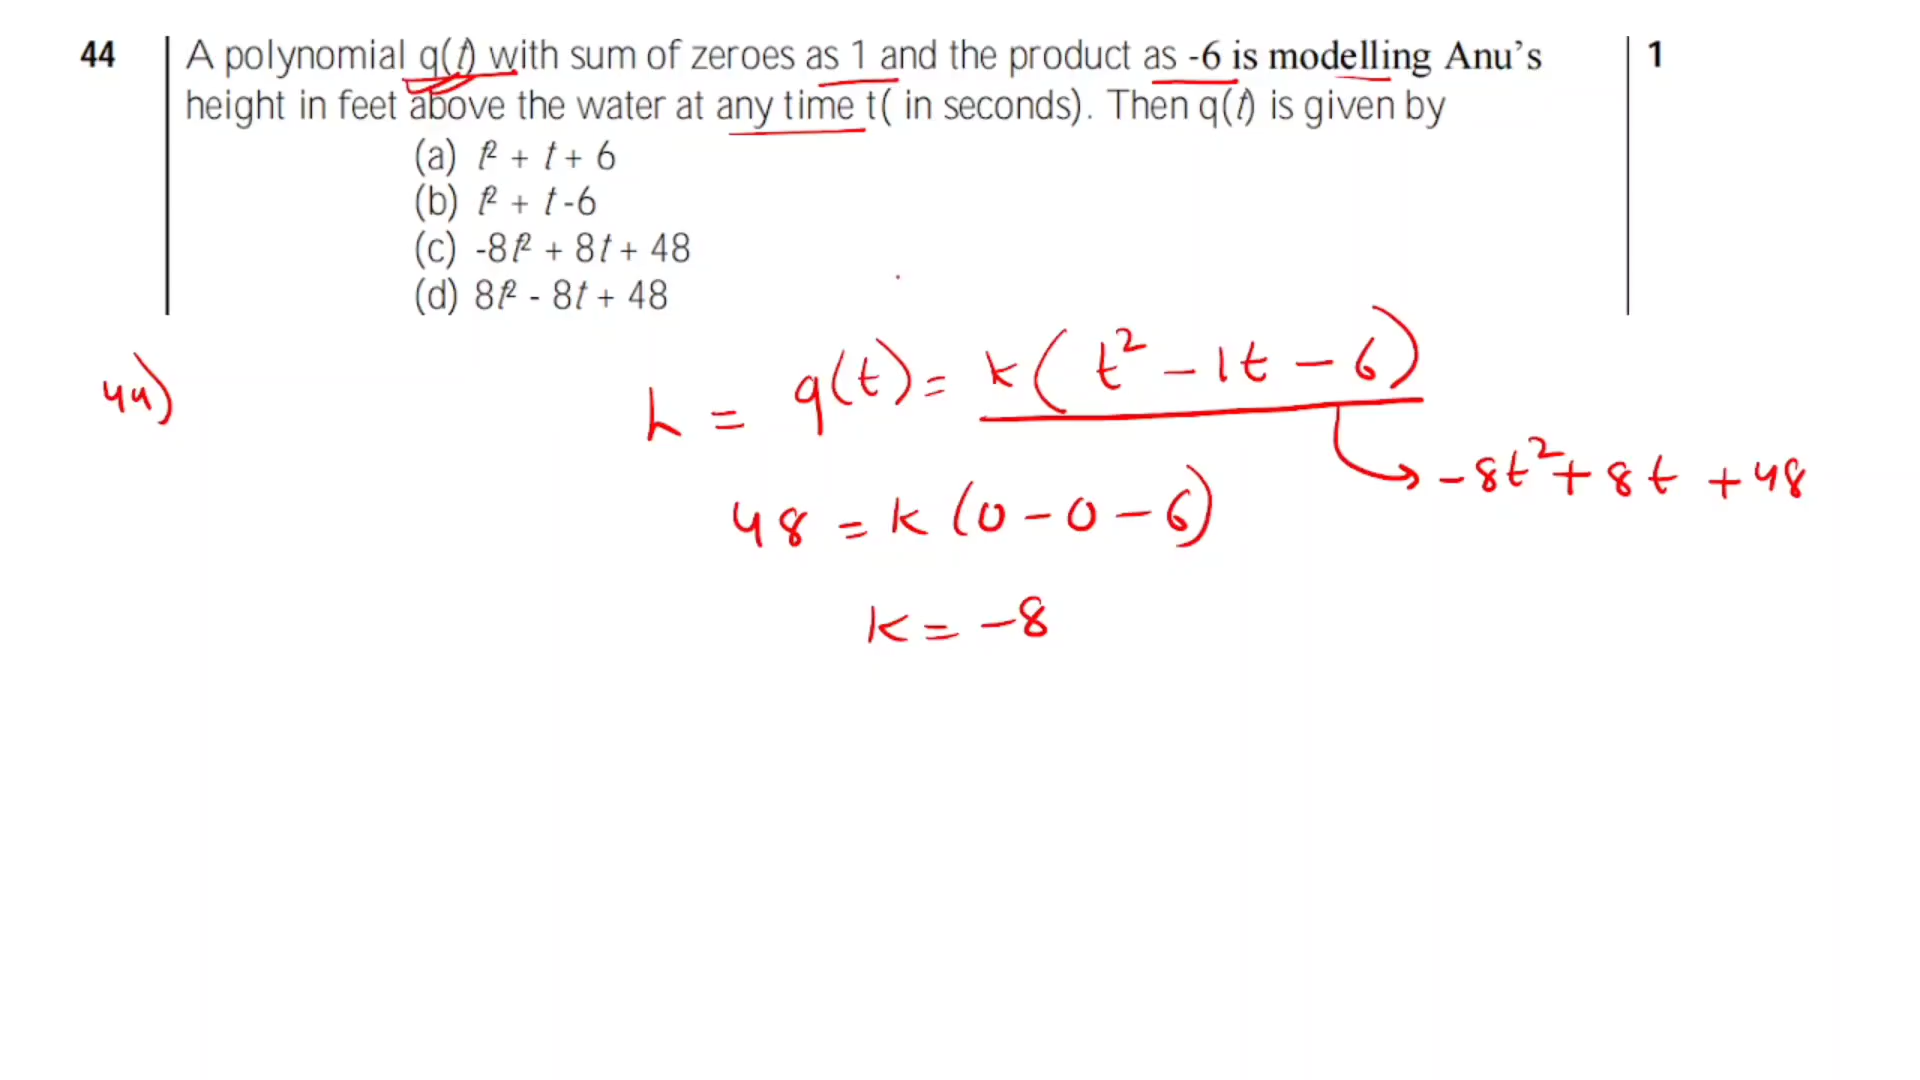 44 A polynomial q(t) with sum of zeroes as 1 and the product as -6 is modelling Anu’s 1
height in feet above the water at any time t( in seconds). Then q(t) is given by
(a) t² + t + 6
(b) t² + t -6
(c) -8t² + 8t + 48
(d) 8t² - 8t + 48
44) h = q(t) = k( t² - 1t - 6)
-8t² + 8t + 48
48 = k (0 - 0 - 6)
k = -8